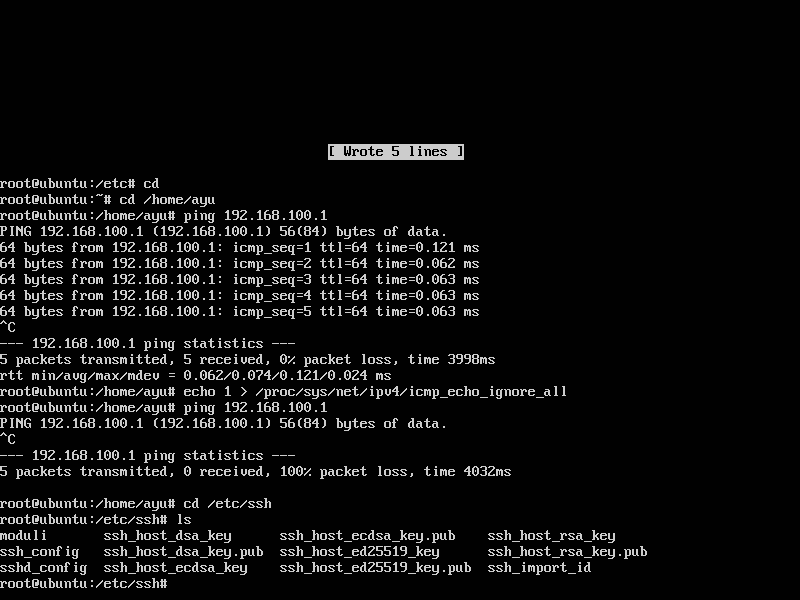 [ Wrote 5 lines ]
root@ubuntu:/etc# cd
root@ubuntu:~# cd /home/ayu
root@ubuntu:/home/ayu# ping 192.168.100.1
PING 192.168.100.1 (192.168.100.1) 56(84) bytes of data.
64 bytes from 192.168.100.1: icmp_seq=1 ttl=64 time=0.121 ms
64 bytes from 192.168.100.1: icmp_seq=2 ttl=64 time=0.062 ms
64 bytes from 192.168.100.1: icmp_seq=3 ttl=64 time=0.063 ms
64 bytes from 192.168.100.1: icmp_seq=4 ttl=64 time=0.063 ms
64 bytes from 192.168.100.1: icmp_seq=5 ttl=64 time=0.063 ms
^C
--- 192.168.100.1 ping statistics ---
5 packets transmitted, 5 received, 0% packet loss, time 3998ms
rtt min/avg/max/mdev = 0.062/0.074/0.121/0.024 ms
root@ubuntu:/home/ayu# echo 1 > /proc/sys/net/ipv4/icmp_echo_ignore_all
root@ubuntu:/home/ayu# ping 192.168.100.1
PING 192.168.100.1 (192.168.100.1) 56(84) bytes of data.
^C
--- 192.168.100.1 ping statistics ---
5 packets transmitted, 0 received, 100% packet loss, time 4032ms
root@ubuntu:/home/ayu# cd /etc/ssh
root@ubuntu:/etc/ssh# ls
moduli       ssh_host_dsa_key      ssh_host_ecdsa_key.pub    ssh_host_rsa_key
ssh_config   ssh_host_dsa_key.pub  ssh_host_ed25519_key      ssh_host_rsa_key.pub
sshd_config  ssh_host_ecdsa_key    ssh_host_ed25519_key.pub  ssh_import_id
root@ubuntu:/etc/ssh#